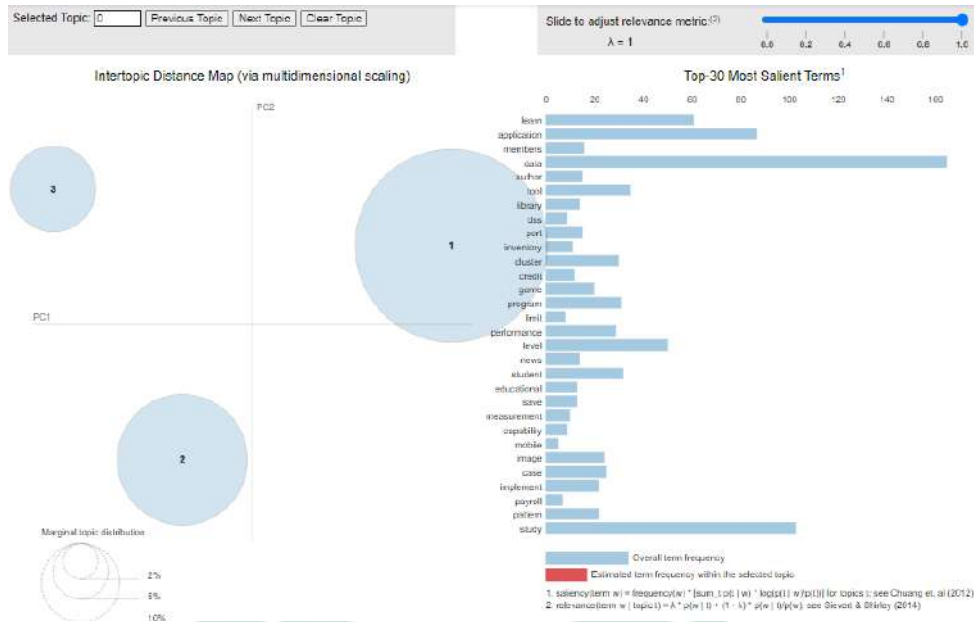 Selected Topic: 0 Previous Topic Next Topic Clear Topic
Slide to adjust relevance metric:(2)
λ = 1
0.0 0.2 0.4 0.6 0.8 1.0
Intertopic Distance Map (via multidimensional scaling)
PC2
PC1
3
1
2
Marginal topic distribution
2%
5%
10%
Top-30 Most Salient Terms1
0 20 40 60 80 100 120 140 160
learn
application
members
data
author
tool
library
dss
port
inventory
cluster
credit
game
program
limit
performance
level
news
student
educational
save
measurement
capability
mobile
image
case
implement
payroll
pattern
study
Overall term frequency
Estimated term frequency within the selected topic
1. saliency(term w) = frequency(w) * [sum_t p(t | w) * log(p(t | w)/p(t))] for topics t; see Chuang et. al (2012)
2. relevance(term w | topic t) = λ * p(w | t) + (1 - λ) * p(w | t)/p(w); see Sievert & Shirley (2014)